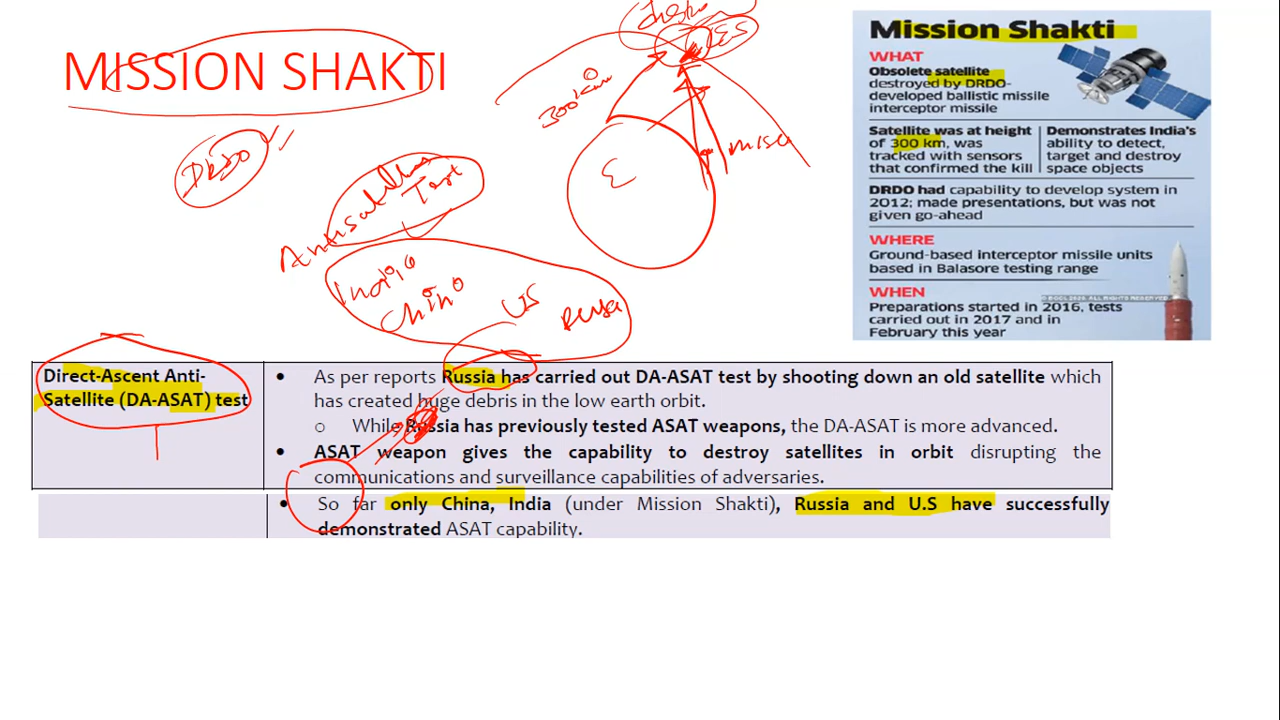 MISSION SHAKTI
DRDO
300 km
E
Antisatellite
Test
India
China
US
Mission Shakti
WHAT
Obsolete satellite
destroyed by DRDO-
developed ballistic missile
interceptor missile
Satellite was at height
of 300 km, was
tracked with sensors
that confirmed the kill
Demonstrates India's
ability to detect,
target and destroy
space objects
DRDO had capability to develop system in
2012; made presentations, but was not
given go-ahead
WHERE
Ground-based interceptor missile units
based in Balasore testing range
WHEN
Preparations started in 2016, tests
carried out in 2017 and in
February this year
Direct-Ascent Anti-
Satellite (DA-ASAT) test
• As per reports Russia has carried out DA-ASAT test by shooting down an old satellite which
has created huge debris in the low earth orbit.
○ While Russia has previously tested ASAT weapons, the DA-ASAT is more advanced.
• ASAT weapon gives the capability to destroy satellites in orbit disrupting the
communications and surveillance capabilities of adversaries.
• So far only China, India (under Mission Shakti), Russia and U.S have successfully
demonstrated ASAT capability.